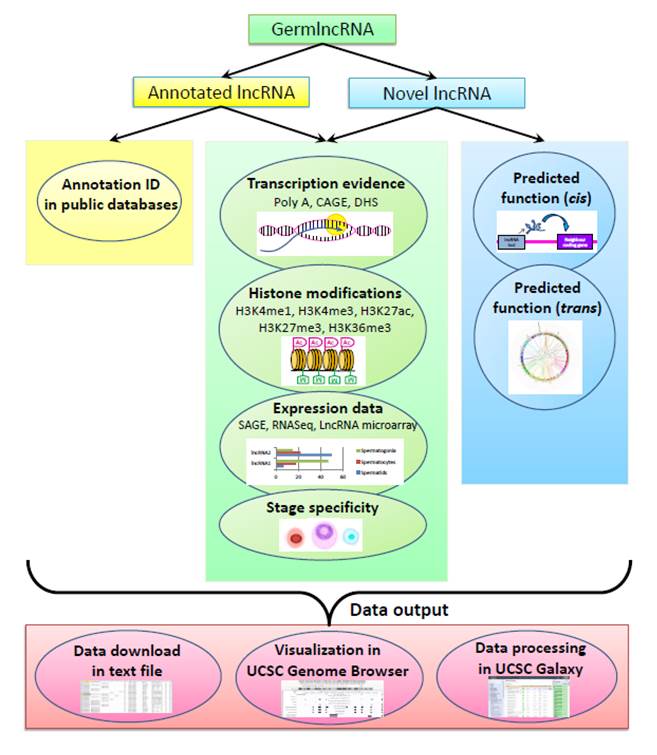 GermlncRNA
Annotated lncRNA
Novel lncRNA
Annotation ID
in public databases
Transcription evidence
Poly A, CAGE, DHS
Histone modifications
H3K4me1, H3K4me3, H3K27ac,
H3K27me3, H3K36me3
Ac Ac Ac Ac
Expression data
SAGE, RNASeq, LncRNA microarray
lncRNA2
lncRNA1
0 20 40 60
Spermatogonia
Spermatocytes
Spermatids
Stage specificity
Predicted
function (cis)
lncRNA
Neighbour
coding gene
Predicted
function (trans)
Data output
Data download
in text file
Visualization in
UCSC Genome Browser
Data processing
in UCSC Galaxy